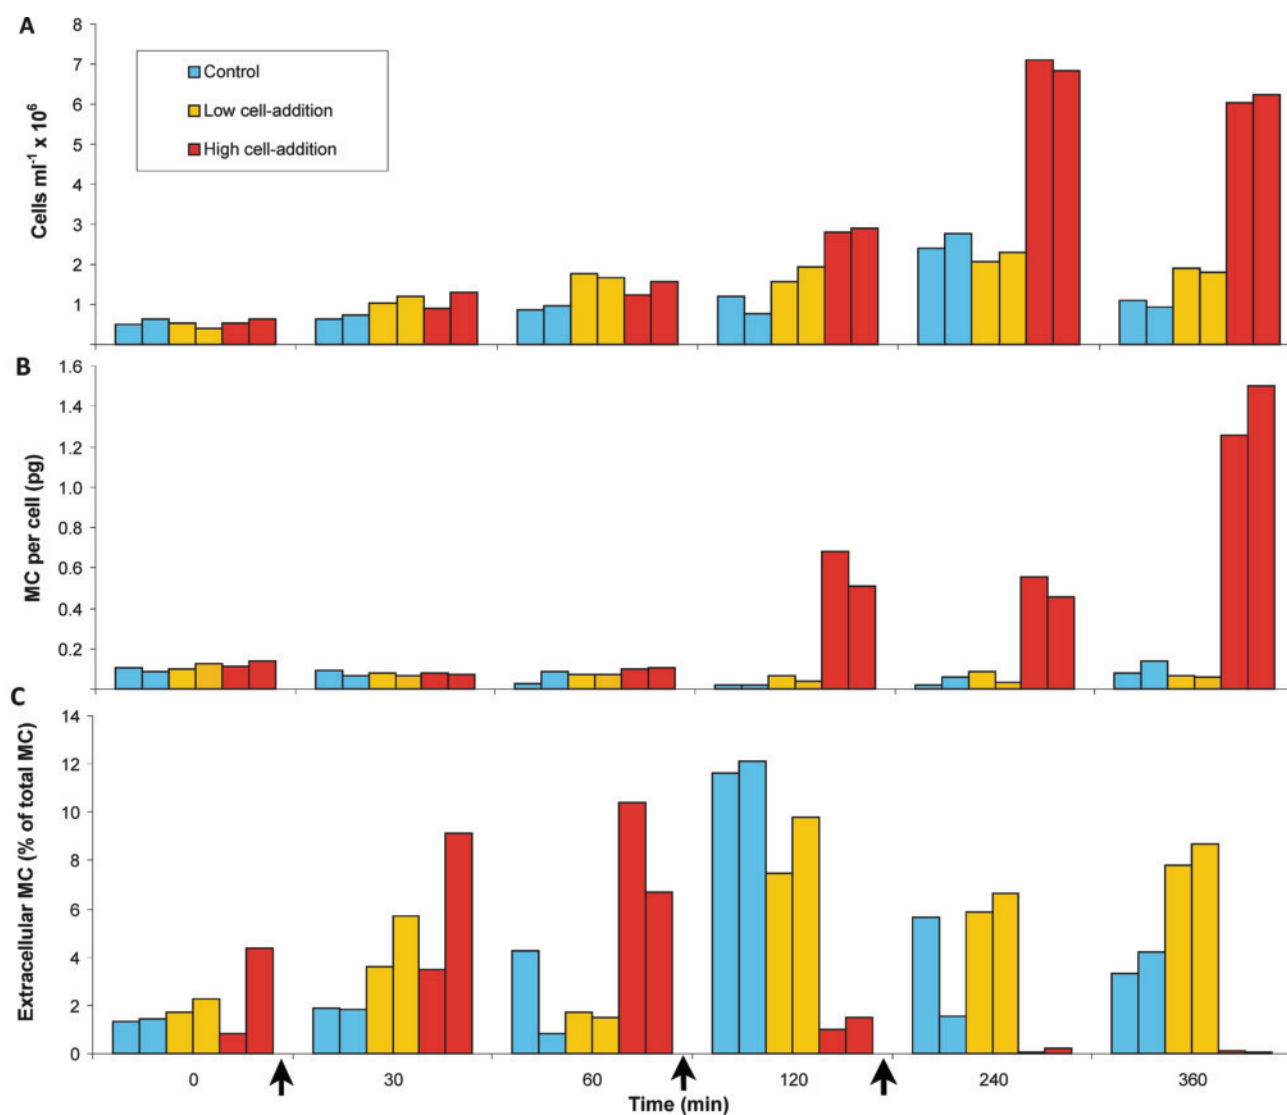 A
8
7
6
5
4
3
2
1
Cells ml⁻¹ x 10⁶
Control
Low cell-addition
High cell-addition
B
1.6
1.4
1.2
1.0
0.8
0.6
0.4
0.2
MC per cell (pg)
C
14
12
10
8
6
4
2
0
Extracellular MC (% of total MC)
0 30 60 120 240 360
Time (min)